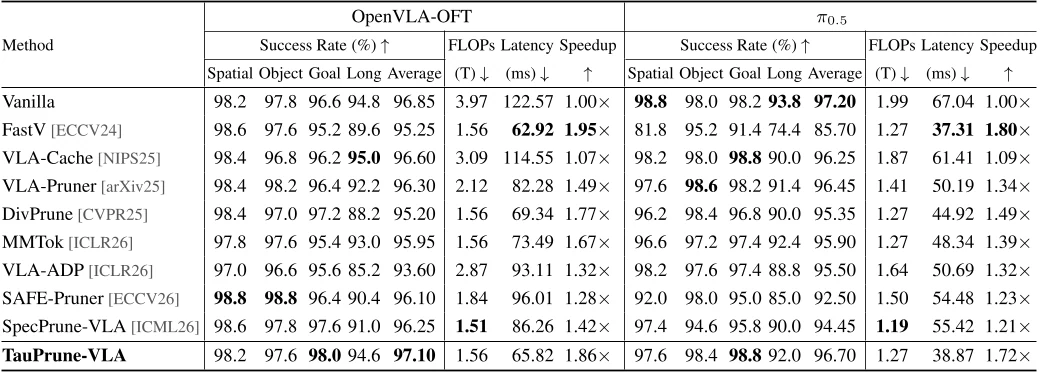 OpenVLA-OFT π0.5
Method Success Rate (%) ↑ FLOPs Latency Speedup Success Rate (%) ↑ FLOPs Latency Speedup
Spatial Object Goal Long Average (T) ↓ (ms) ↓ ↑ Spatial Object Goal Long Average (T) ↓ (ms) ↓ ↑
Vanilla 98.2 97.8 96.6 94.8 96.85 3.97 122.57 1.00× 98.8 98.0 98.2 93.8 97.20 1.99 67.04 1.00×
FastV [ECCV24] 98.6 97.6 95.2 89.6 95.25 1.56 62.92 1.95× 81.8 95.2 91.4 74.4 85.70 1.27 37.31 1.80×
VLA-Cache [NIPS25] 98.4 96.8 96.2 95.0 96.60 3.09 114.55 1.07× 98.2 98.0 98.8 90.0 96.25 1.87 61.41 1.09×
VLA-Pruner [arXiv25] 98.4 98.2 96.4 92.2 96.30 2.12 82.28 1.49× 97.6 98.6 98.2 91.4 96.45 1.41 50.19 1.34×
DivPrune [CVPR25] 98.4 97.0 97.2 88.2 95.20 1.56 69.34 1.77× 96.2 98.4 96.8 90.0 95.35 1.27 44.92 1.49×
MMTok [ICLR26] 97.8 97.6 95.4 93.0 95.95 1.56 73.49 1.67× 96.6 97.2 97.4 92.4 95.90 1.27 48.34 1.39×
VLA-ADP [ICLR26] 97.0 96.6 95.6 85.2 93.60 2.87 93.11 1.32× 98.2 97.6 97.4 88.8 95.50 1.64 50.69 1.32×
SAFE-Pruner [ECCV26] 98.8 98.8 96.4 90.4 96.10 1.84 96.01 1.28× 92.0 98.0 95.0 85.0 92.50 1.50 54.48 1.23×
SpecPrune-VLA [ICML26] 98.6 97.8 97.6 91.0 96.25 1.51 86.26 1.42× 97.4 94.6 95.8 90.0 94.45 1.19 55.42 1.21×
TauPrune-VLA 98.2 97.6 98.0 94.6 97.10 1.56 65.82 1.86× 97.6 98.4 98.8 92.0 96.70 1.27 38.87 1.72×